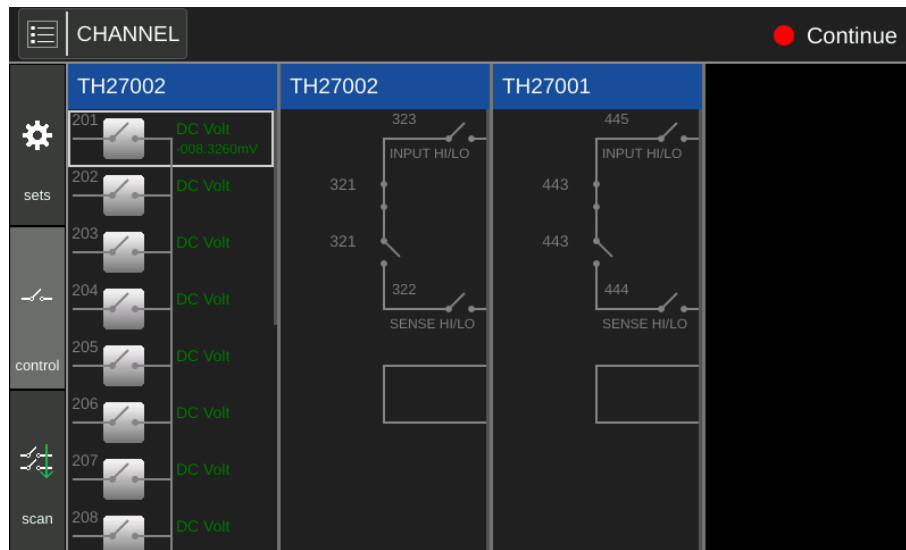 CHANNEL
Continue
TH27002
TH27002
TH27001
sets
control
scan
201
DC Volt
-008.3260mV
202
DC Volt
203
DC Volt
204
DC Volt
205
DC Volt
206
DC Volt
207
DC Volt
208
DC Volt
323
INPUT HI/LO
321
321
322
SENSE HI/LO
445
INPUT HI/LO
443
443
444
SENSE HI/LO